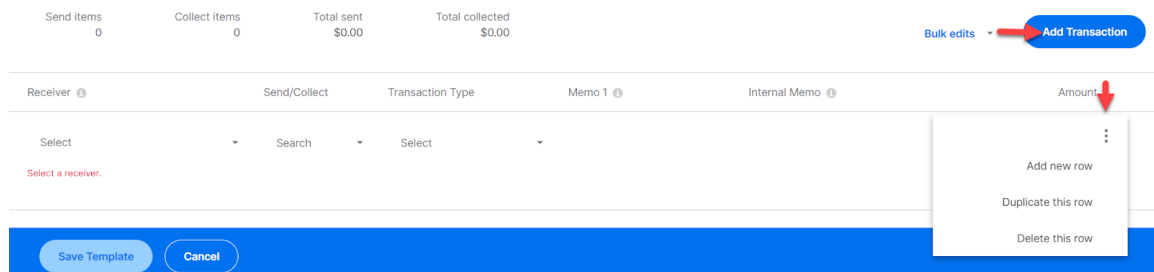 Send items Collect items Total sent Total collected
0 0 $0.00 $0.00
Bulk edits Add Transaction
Receiver Send/Collect Transaction Type Memo 1 Internal Memo Amount
Select Search Select
Select a receiver.
Add new row
Duplicate this row
Delete this row
Save Template Cancel